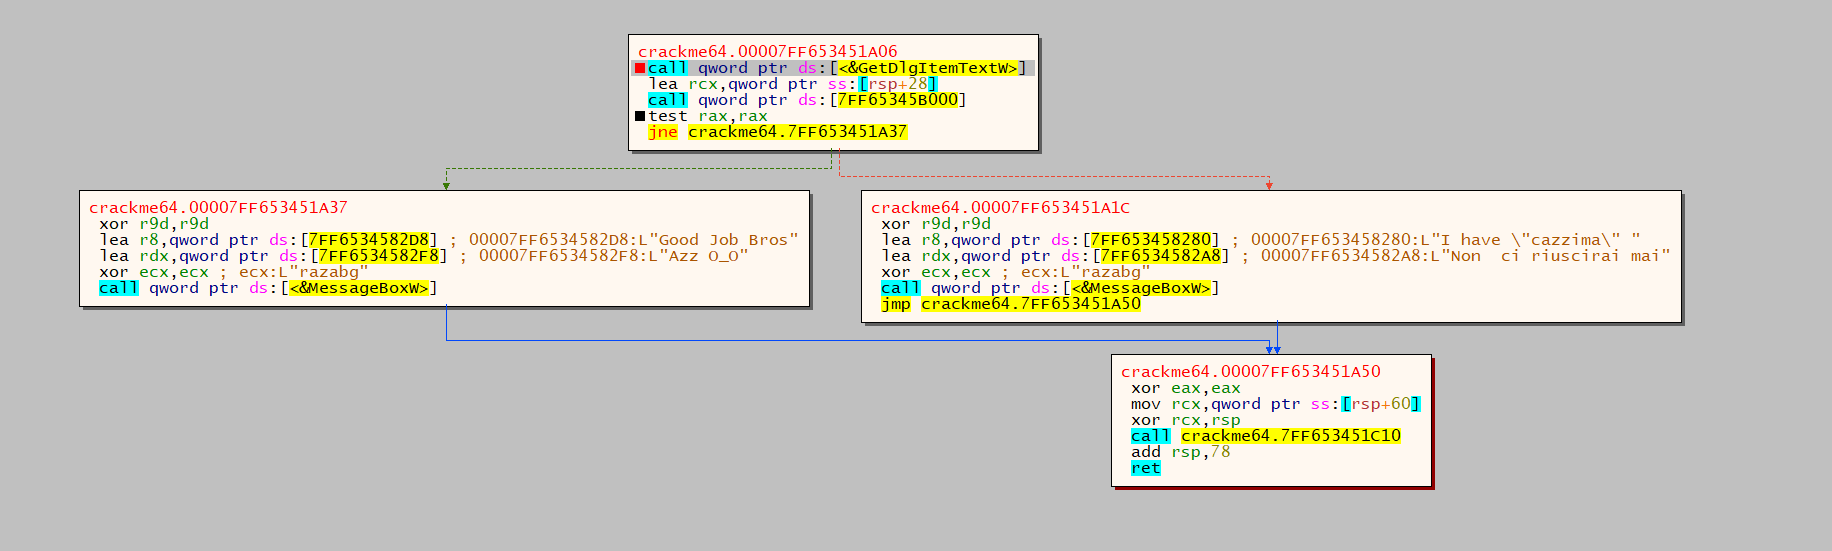 crackme64.00007FF653451A06
call qword ptr ds:[<&GetDlgItemTextW>]
lea rcx,qword ptr ss:[rsp+28]
call qword ptr ds:[7FF65345B000]
test rax,rax
jne crackme64.7FF653451A37
crackme64.00007FF653451A37
xor r9d,r9d
lea r8,qword ptr ds:[7FF6534582D8] ; 00007FF6534582D8:L"Good Job Bros"
lea rdx,qword ptr ds:[7FF6534582F8] ; 00007FF6534582F8:L"Azz O_O"
xor ecx,ecx ; ecx:L"razabg"
call qword ptr ds:[<&MessageBoxW>]
crackme64.00007FF653451A1C
xor r9d,r9d
lea r8,qword ptr ds:[7FF653458280] ; 00007FF653458280:L"I have \"cazzima\" "
lea rdx,qword ptr ds:[7FF6534582A8] ; 00007FF6534582A8:L"Non  ci riuscirai mai"
xor ecx,ecx ; ecx:L"razabg"
call qword ptr ds:[<&MessageBoxW>]
jmp crackme64.7FF653451A50
crackme64.00007FF653451A50
xor eax,eax
mov rcx,qword ptr ss:[rsp+60]
xor rcx,rsp
call crackme64.7FF653451C10
add rsp,78
ret